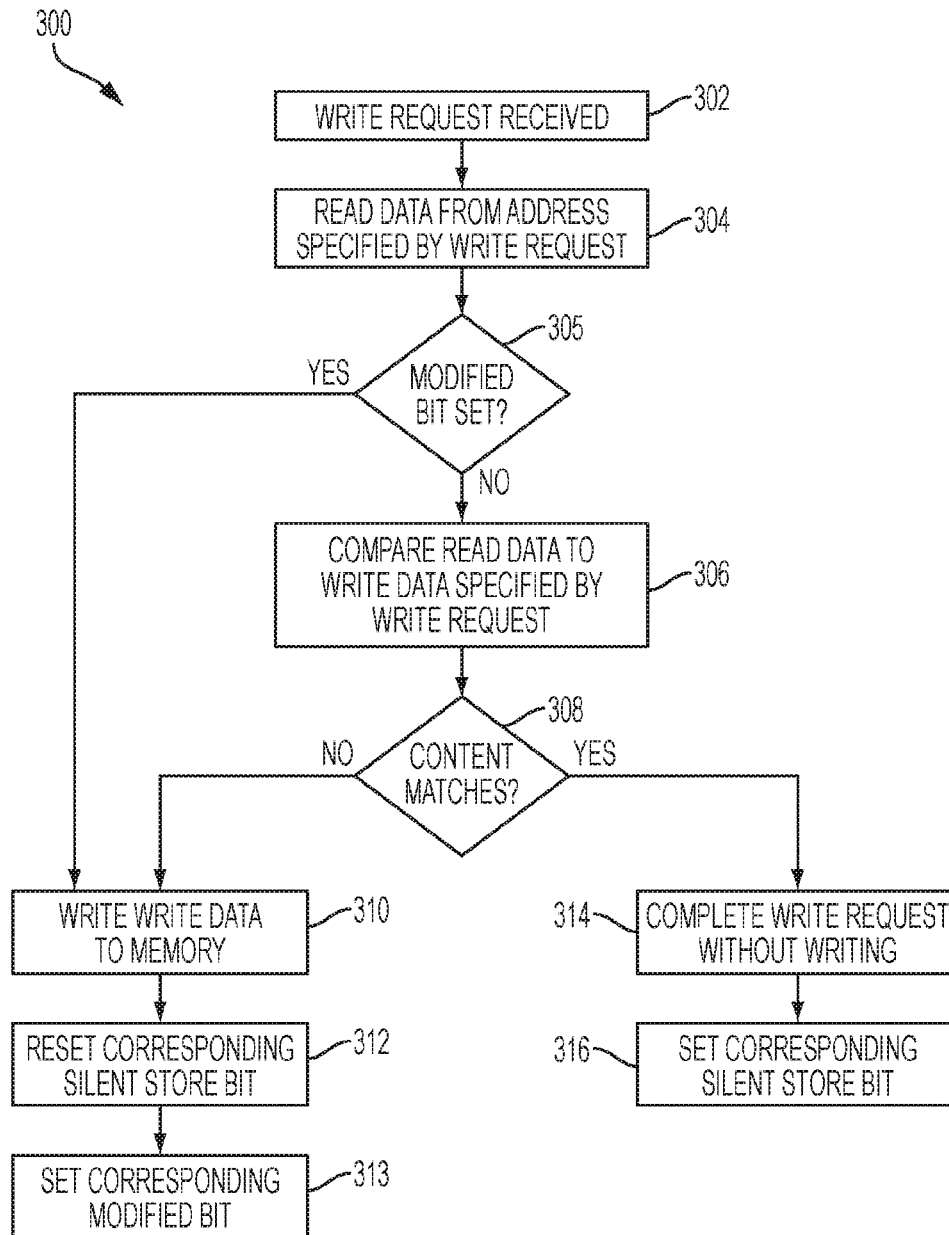 300
WRITE REQUEST RECEIVED
302
READ DATA FROM ADDRESS
SPECIFIED BY WRITE REQUEST
304
305
YES
MODIFIED
BIT SET?
NO
COMPARE READ DATA TO
WRITE DATA SPECIFIED BY
WRITE REQUEST
306
308
NO
CONTENT
MATCHES?
YES
WRITE WRITE DATA
TO MEMORY
310
314
COMPLETE WRITE REQUEST
WITHOUT WRITING
RESET CORRESPONDING
SILENT STORE BIT
312
316
SET CORRESPONDING
SILENT STORE BIT
SET CORRESPONDING
MODIFIED BIT
313